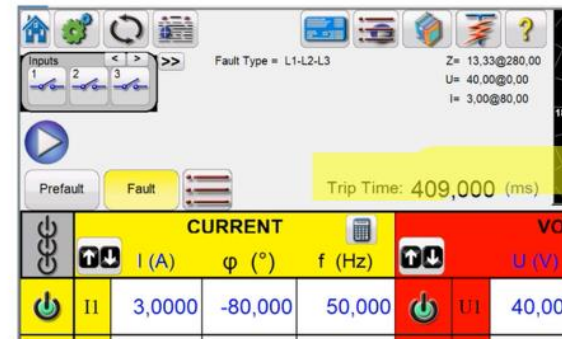 Inputs < > >>
1 2 3
Fault Type = L1-L2-L3
Z= 13,33@280,00
U= 40,00@0,00
I= 3,00@80,00
Prefault Fault Trip Time: 409,000 (ms)
CURRENT VO
I (A) φ (°) f (Hz) U (V)
I1 3,0000 -80,000 50,000 U1 40,00